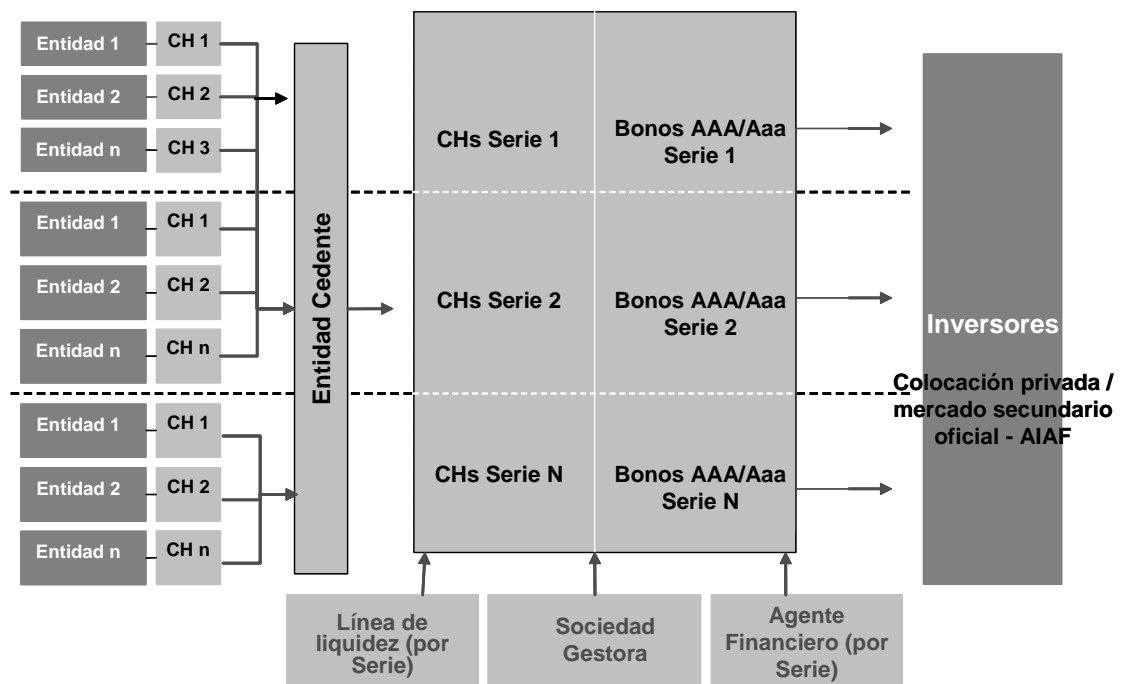 Entidad 1
CH 1
Entidad 2
CH 2
Entidad n
CH 3
Entidad 1
CH 1
Entidad 2
CH 2
Entidad n
CH n
Entidad 1
CH 1
Entidad 2
CH 2
Entidad n
CH n
Entidad Cedente
CHs Serie 1
Bonos AAA/Aaa
Serie 1
CHs Serie 2
Bonos AAA/Aaa
Serie 2
CHs Serie N
Bonos AAA/Aaa
Serie N
Inversores
Colocación privada /
mercado secundario
oficial - AIAF
Línea de
liquidez (por
Serie)
Sociedad
Gestora
Agente
Financiero (por
Serie)